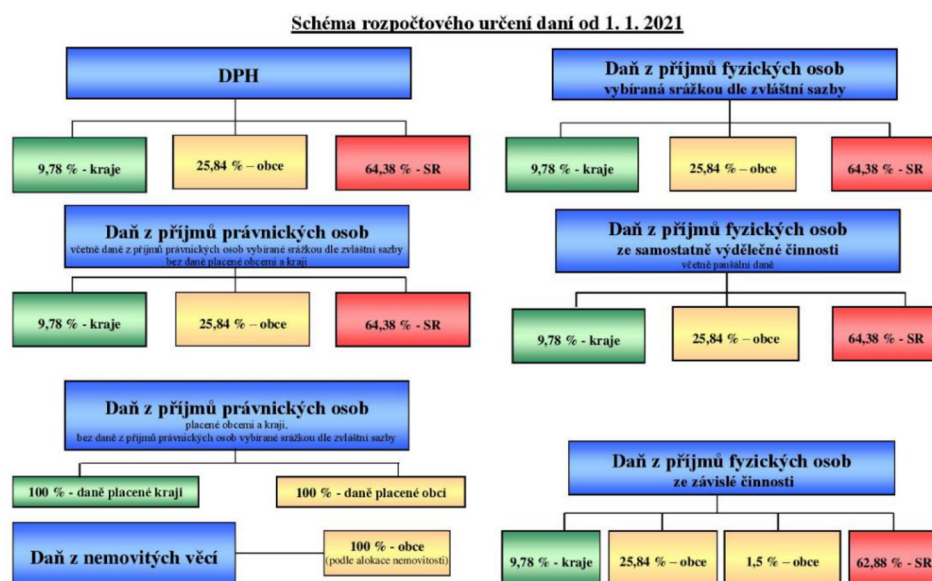 Schéma rozpočtového určení daní od 1. 1. 2021
DPH
9,78 % - kraje
25,84 % – obce
64,38 % - SR
Daň z příjmů fyzických osob
vybíraná srážkou dle zvláštní sazby
9,78 % - kraje
25,84 % – obce
64,38 % - SR
Daň z příjmů právnických osob
včetně daně z příjmů právnických osob vybírané srážkou dle zvláštní sazby
bez daně placené obcemi a kraji
9,78 % - kraje
25,84 % – obce
64,38 % - SR
Daň z příjmů fyzických osob
ze samostatně výdělečné činnosti
včetně paušální daně
9,78 % - kraje
25,84 % – obce
64,38 % - SR
Daň z příjmů právnických osob
placené obcemi a kraji,
bez daně z příjmů právnických osob vybírané srážkou dle zvláštní sazby
100 % - daně placené kraji
100 % - daně placené obcí
Daň z nemovitých věcí
100 % - obce
(podle alokace nemovitosti)
Daň z příjmů fyzických osob
ze závislé činnosti
9,78 % - kraje
25,84 % – obce
1,5 % – obce
62,88 % - SR